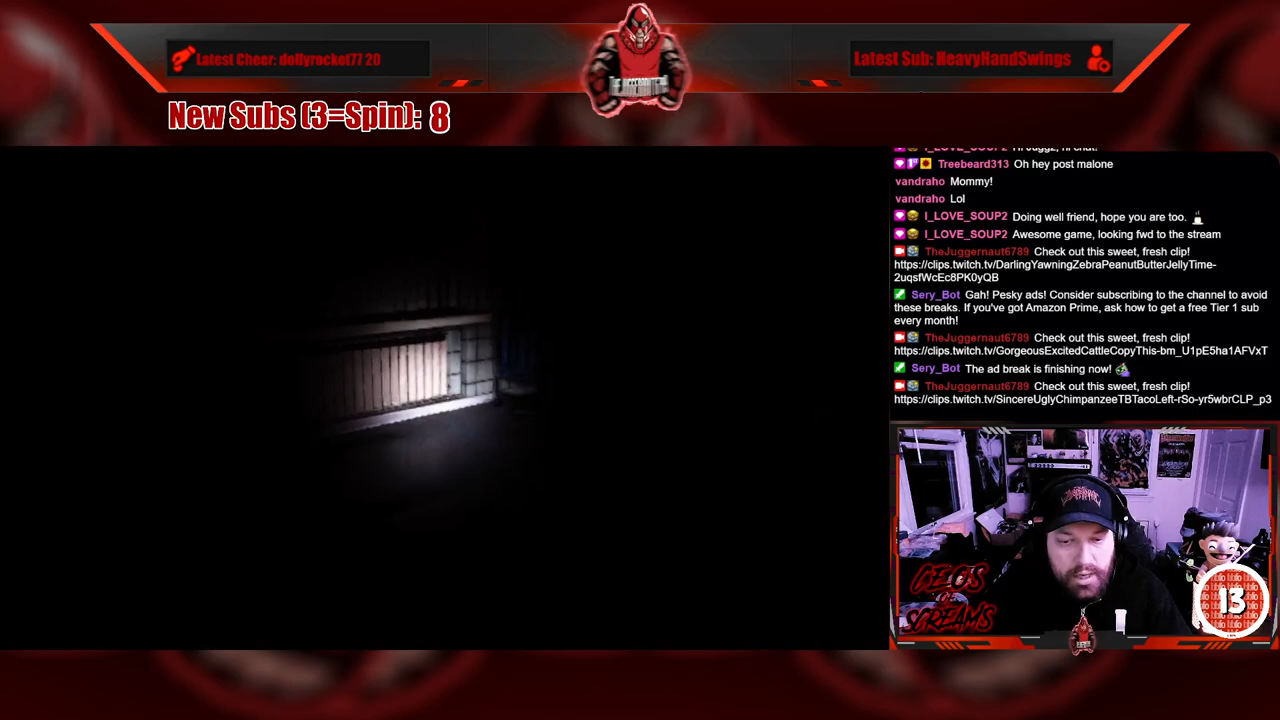 Latest Cheer: dollyrocket77 20
Latest Sub: HeavyHandSwings
New Subs (3=Spin): 8
Treebeard313 Oh hey post malone
vandraho Mommy!
vandraho Lol
I_LOVE_SOUP2 Doing well friend, hope you are too.
I_LOVE_SOUP2 Awesome game, looking fwd to the stream
TheJuggernaut6789 Check out this sweet, fresh clip!
https://clips.twitch.tv/DarlingYawningZebraPeanutButterJellyTime-
2uqsfWcEc8PK0yQB
Sery_Bot Gah! Pesky ads! Consider subscribing to the channel to avoid
these breaks. If you've got Amazon Prime, ask how to get a free Tier 1 sub
every month!
TheJuggernaut6789 Check out this sweet, fresh clip!
https://clips.twitch.tv/GorgeousExcitedCattleCopyThis-bm_U1pE5ha1AFVxT
Sery_Bot The ad break is finishing now!
TheJuggernaut6789 Check out this sweet, fresh clip!
https://clips.twitch.tv/SincereUglyChimpanzeeTBTacoLeft-rSo-yr5wbrCLP_p3
CEOS
OF
SCREAMS
13